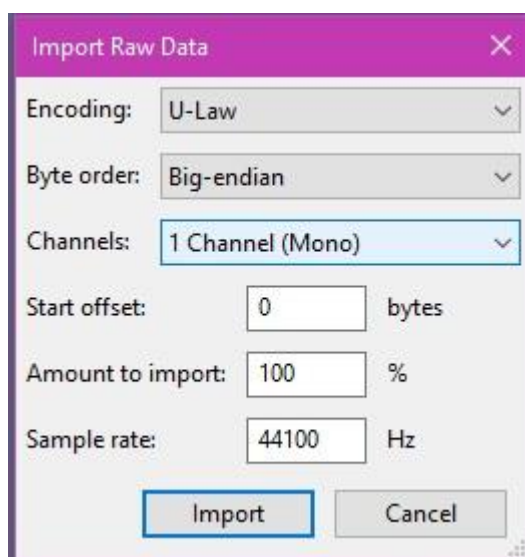 Import Raw Data
Encoding: U-Law
Byte order: Big-endian
Channels: 1 Channel (Mono)
Start offset: 0 bytes
Amount to import: 100 %
Sample rate: 44100 Hz
Import Cancel